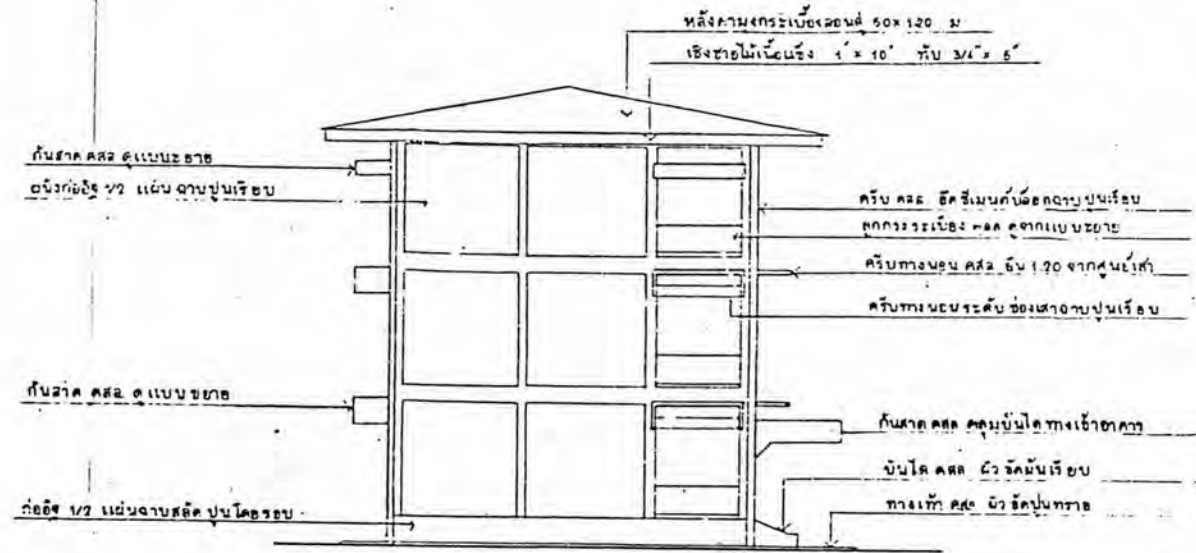 หลังคามุงกระเบื้องลอนคู่ 50×120 ม
เชิงชายไม้เนื้อแข็ง 1"×10" ทับ 3/4"×6"
กันสาด คสล ดูแบบขยาย
ผนังก่ออิฐ 1/2 แผ่น ฉาบปูนเรียบ
ครีบ คสล อัดซีเมนต์บล็อกฉาบปูนเรียบ
ลูกกรงระเบียง คสล ดูจากแบบขยาย
ครีบทางนอน คสล ยื่น 1.20 จากศูนย์เสา
ครีบทางนอนระดับช่องเสาฉาบปูนเรียบ
กันสาด คสล ดูแบบขยาย
กันสาด คสล คลุมบันไดทางเข้าอาคาร
บันได คสล ผิวขัดมันเรียบ
ก่ออิฐ 1/2 แผ่นฉาบสลัดปูนโดยรอบ
ทางเท้า คสล ผิวขัดปูนทราย